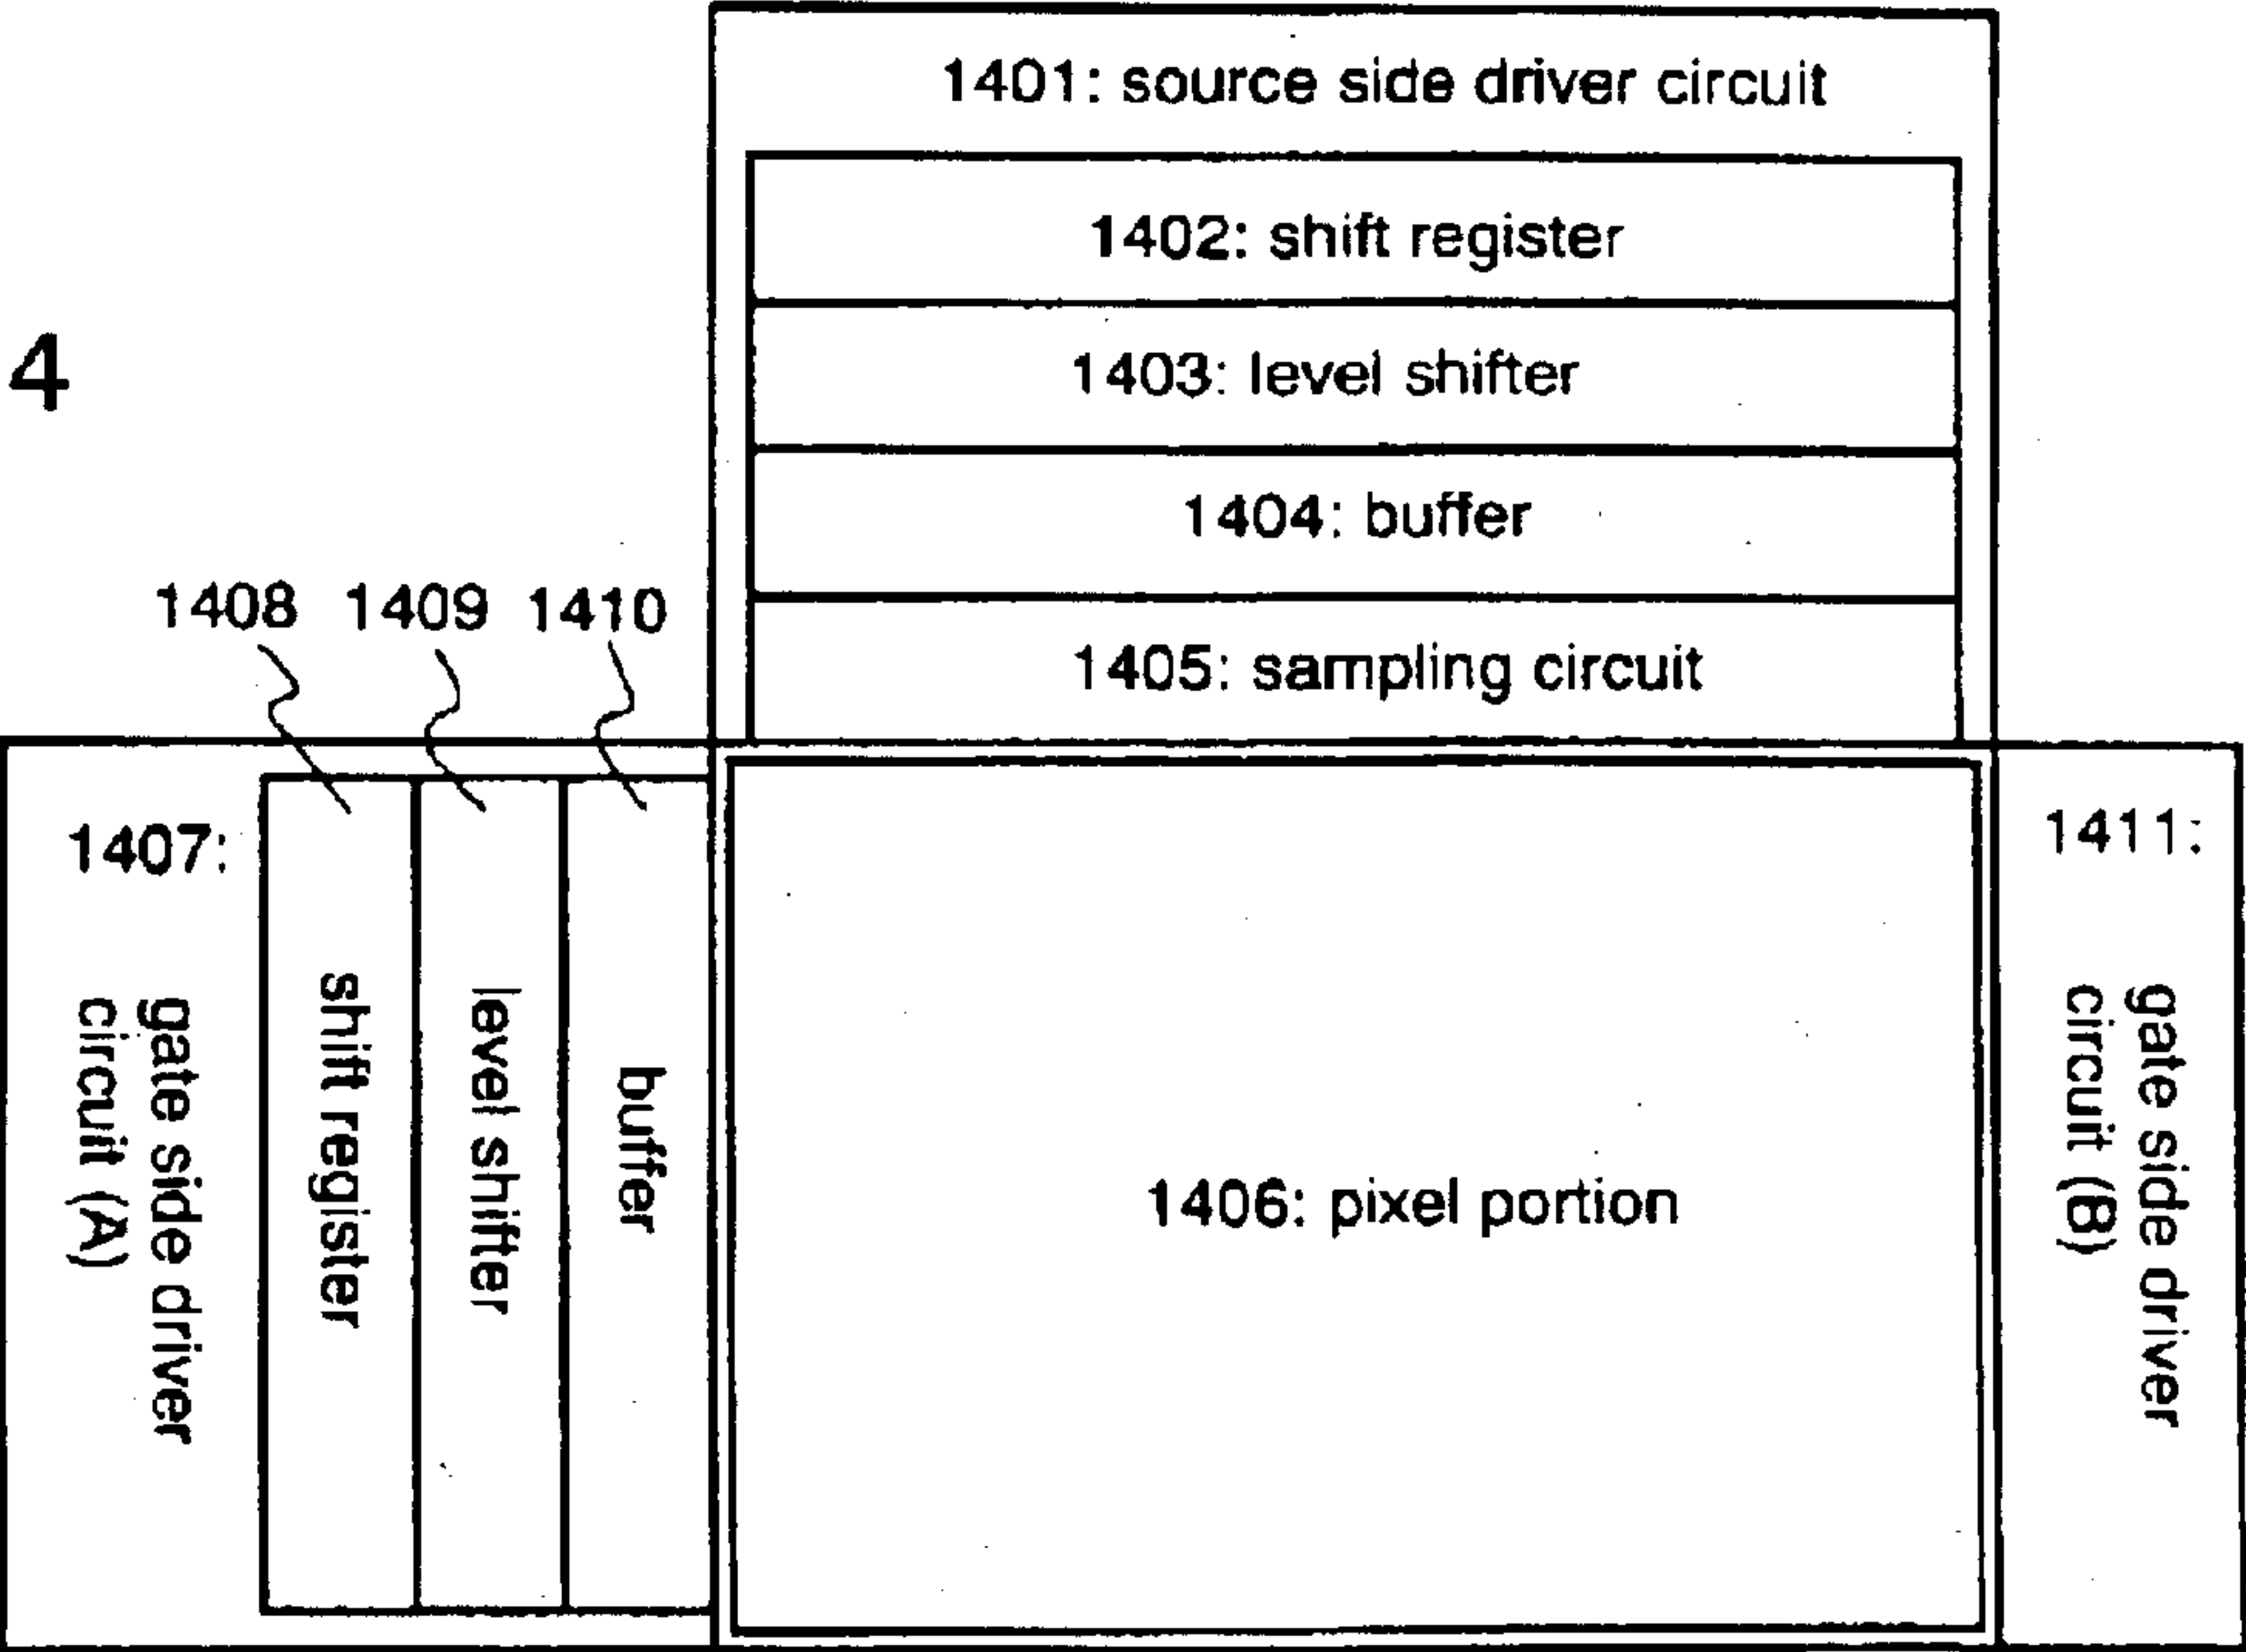 1401: source side driver circuit
1402: shift register
1403: level shifter
4
1404: buffer
1408 1409 1410
1405: sampling circuit
1407:
gate side driver
circuit (A)
shift register
level shifter
buffer
1406: pixel portion
1411:
gate side driver
circuit (B)